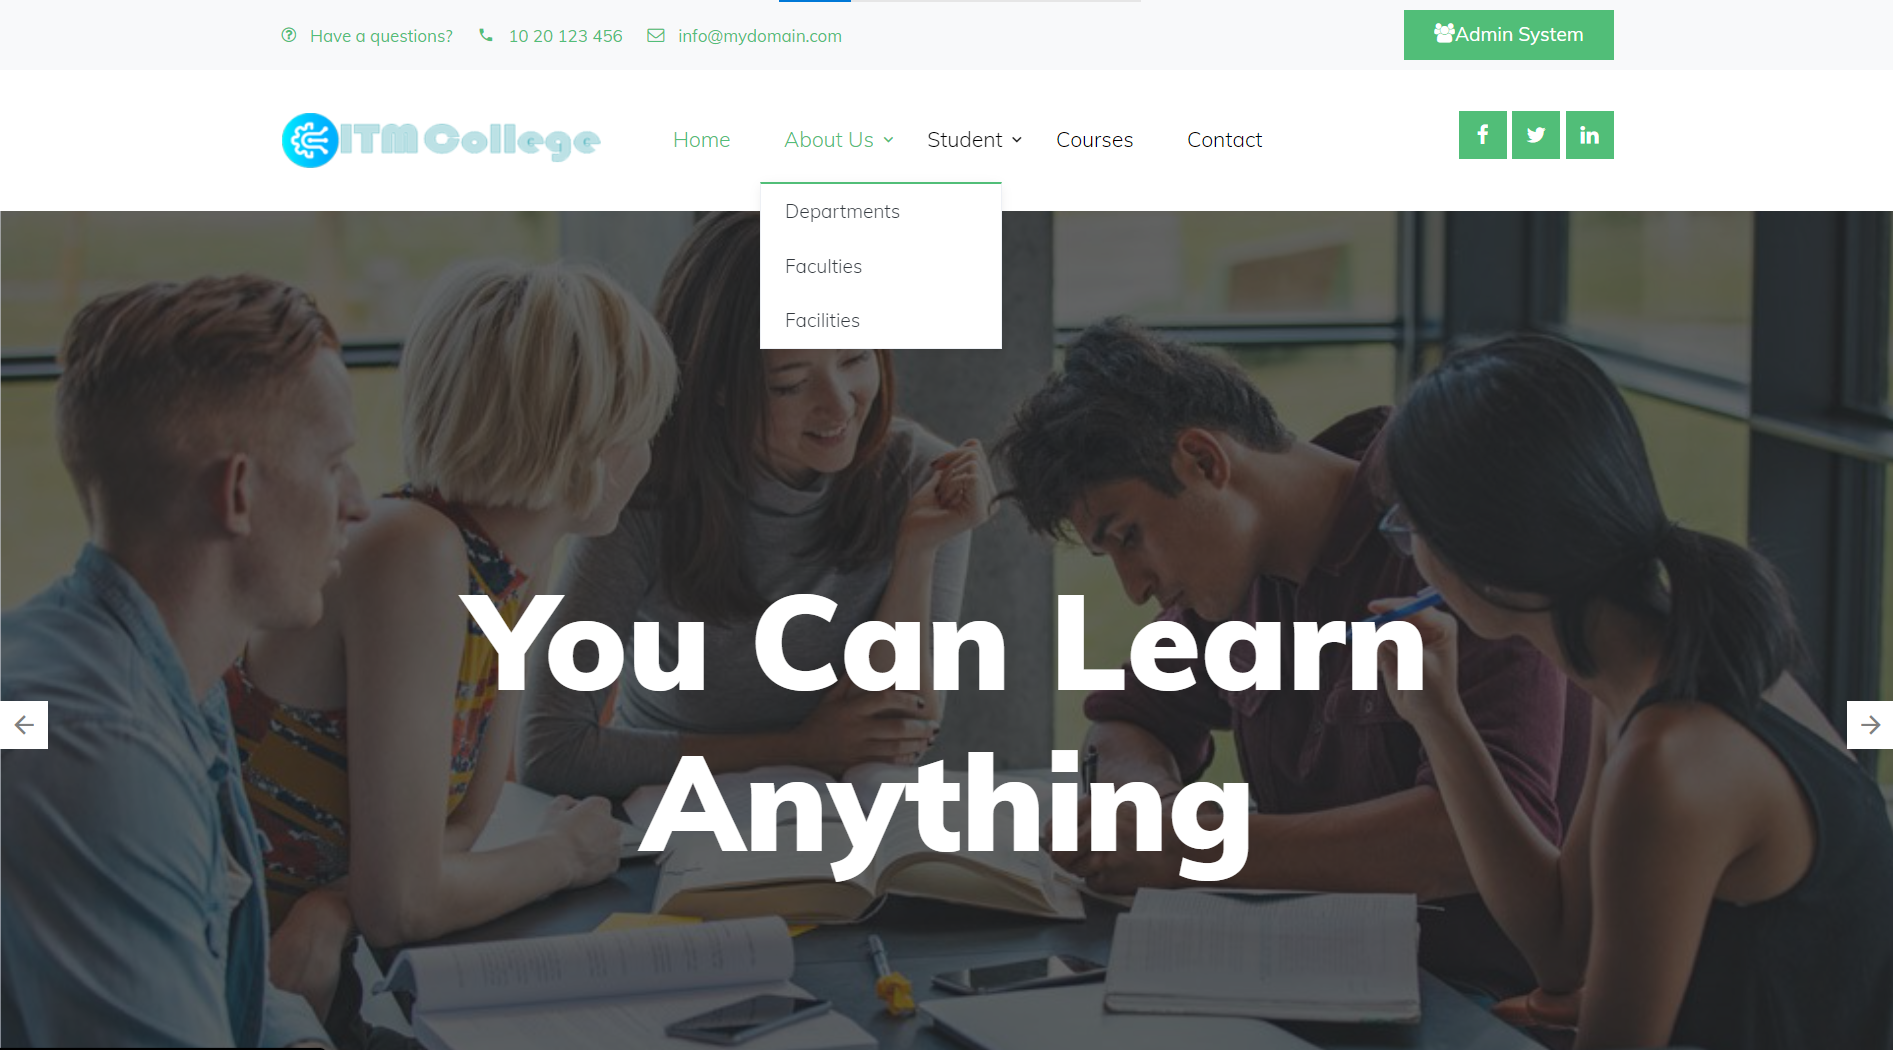 Have a questions? 10 20 123 456 info@mydomain.com Admin System
ITM College Home About Us Student Courses Contact
Departments
Faculties
Facilities
You Can Learn
Anything